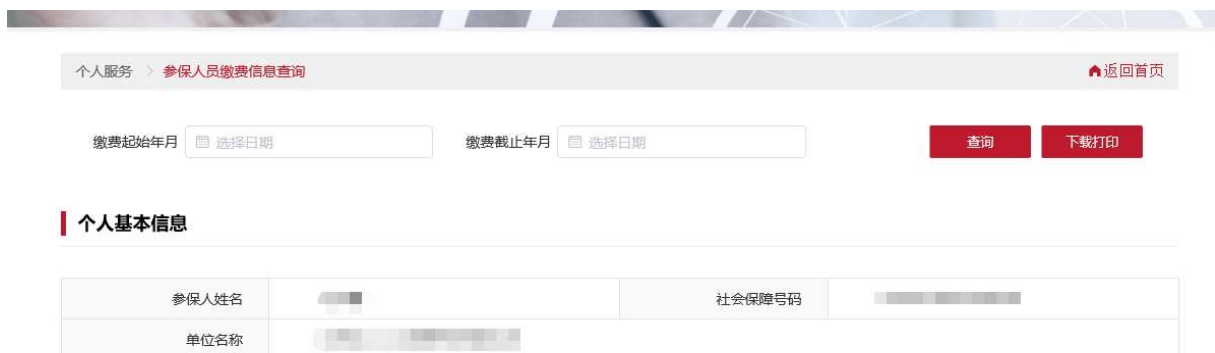 个人服务 > 参保人员缴费信息查询 返回首页
缴费起始年月 选择日期 缴费截止年月 选择日期 查询 下载打印
个人基本信息
参保人姓名 社会保障号码
单位名称